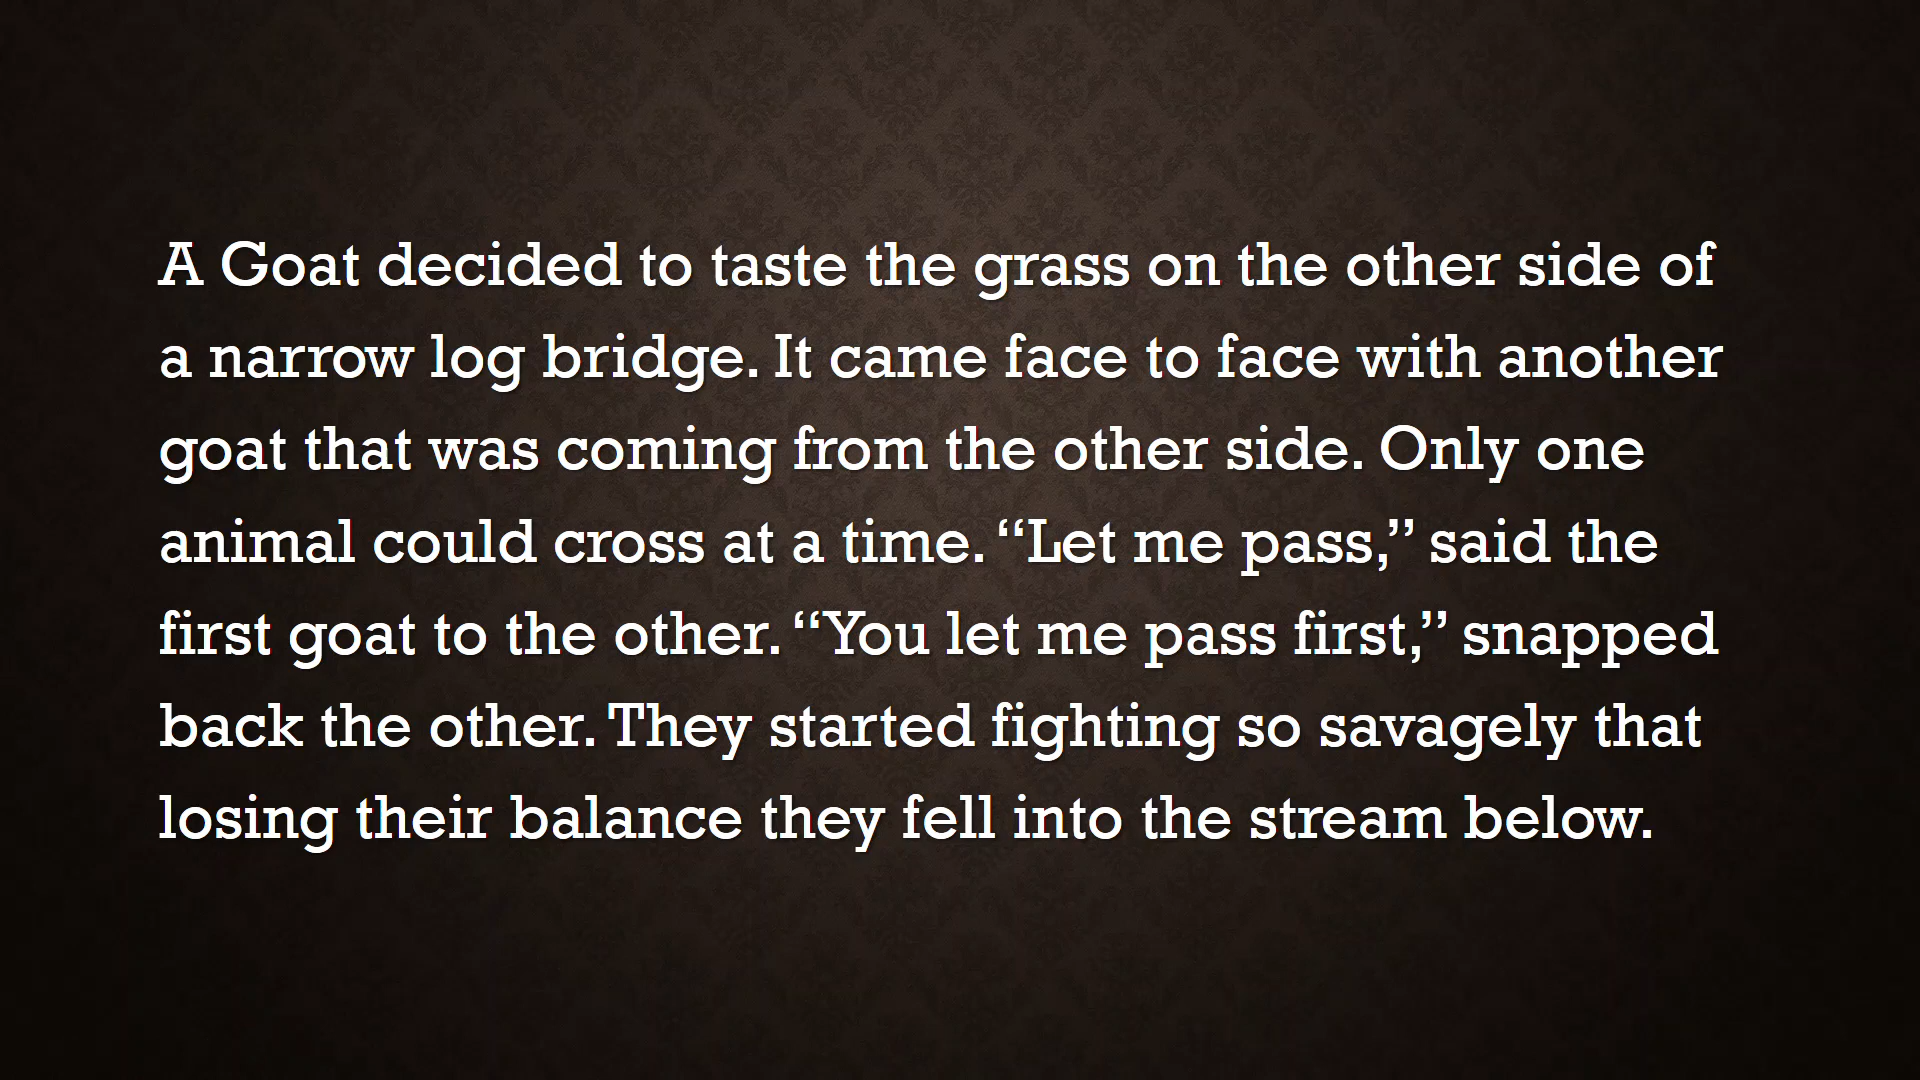 A Goat decided to taste the grass on the other side of
a narrow log bridge. It came face to face with another
goat that was coming from the other side. Only one
animal could cross at a time. “Let me pass,” said the
first goat to the other. “You let me pass first,” snapped
back the other. They started fighting so savagely that
losing their balance they fell into the stream below.